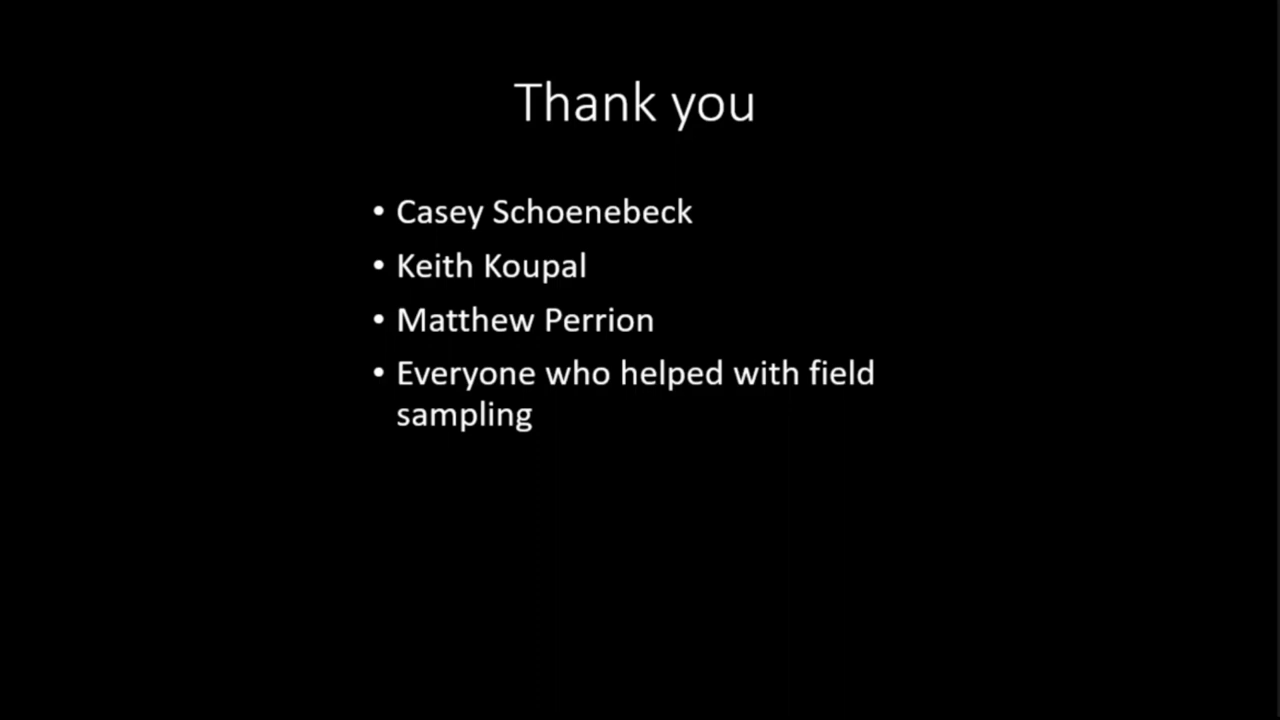 Thank you
• Casey Schoenebeck
• Keith Koupal
• Matthew Perrion
• Everyone who helped with field
sampling